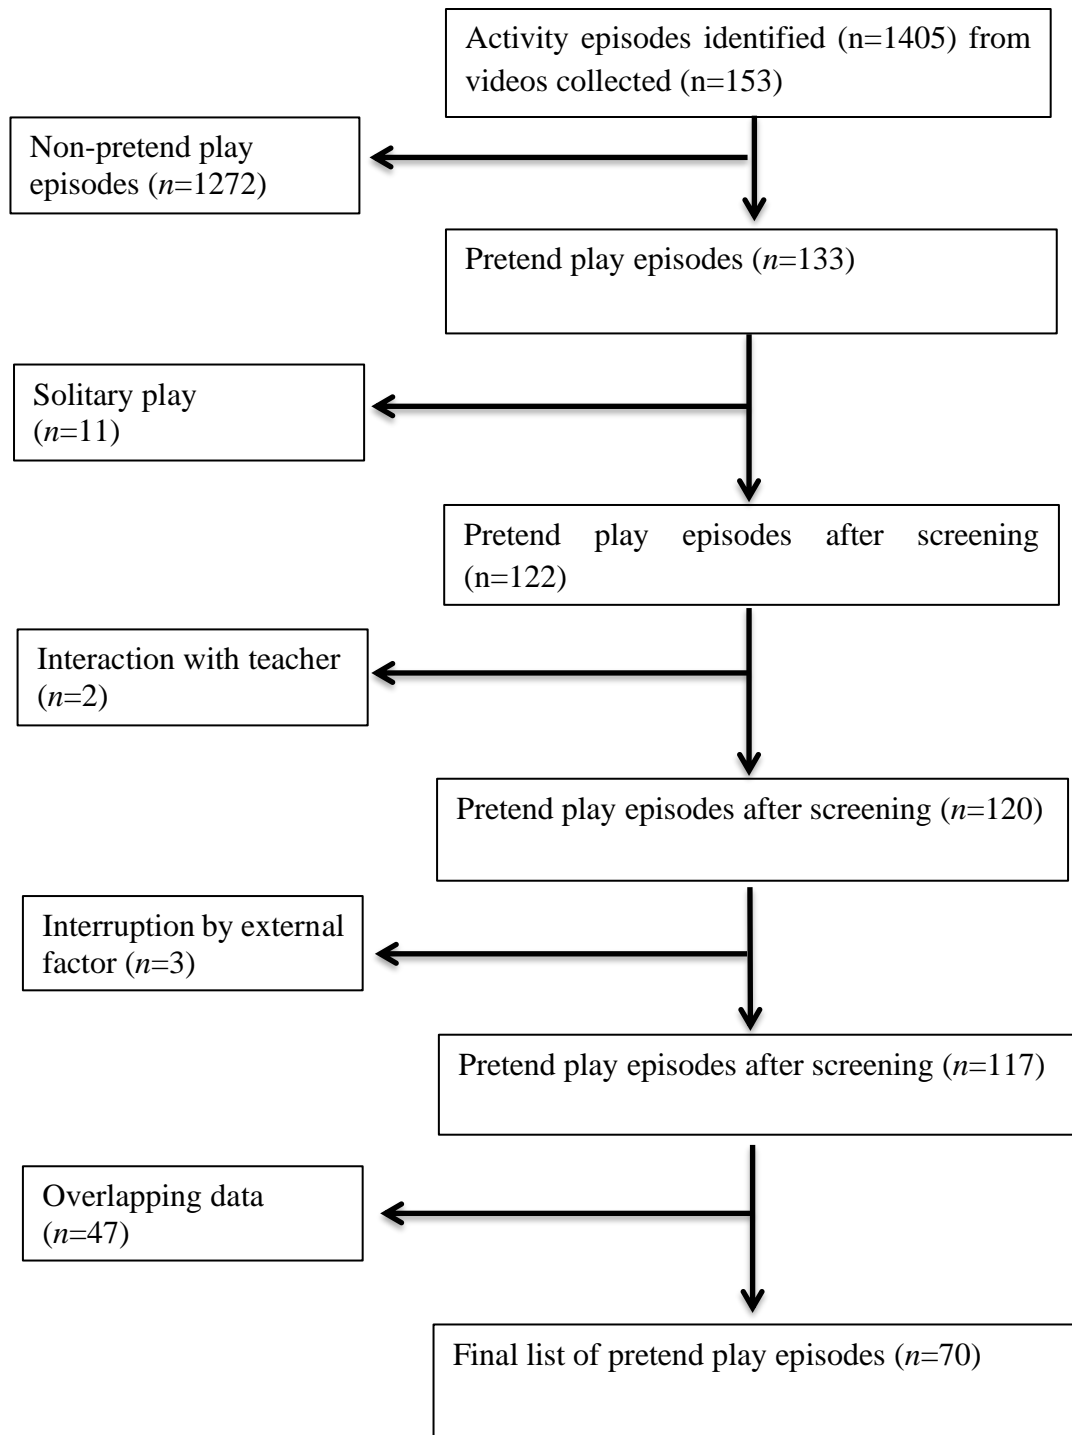 Activity episodes identified (n=1405) from
videos collected (n=153)
Non-pretend play
episodes (n=1272)
Pretend play episodes (n=133)
Solitary play
(n=11)
Pretend play episodes after screening
(n=122)
Interaction with teacher
(n=2)
Pretend play episodes after screening (n=120)
Interruption by external
factor (n=3)
Pretend play episodes after screening (n=117)
Overlapping data
(n=47)
Final list of pretend play episodes (n=70)